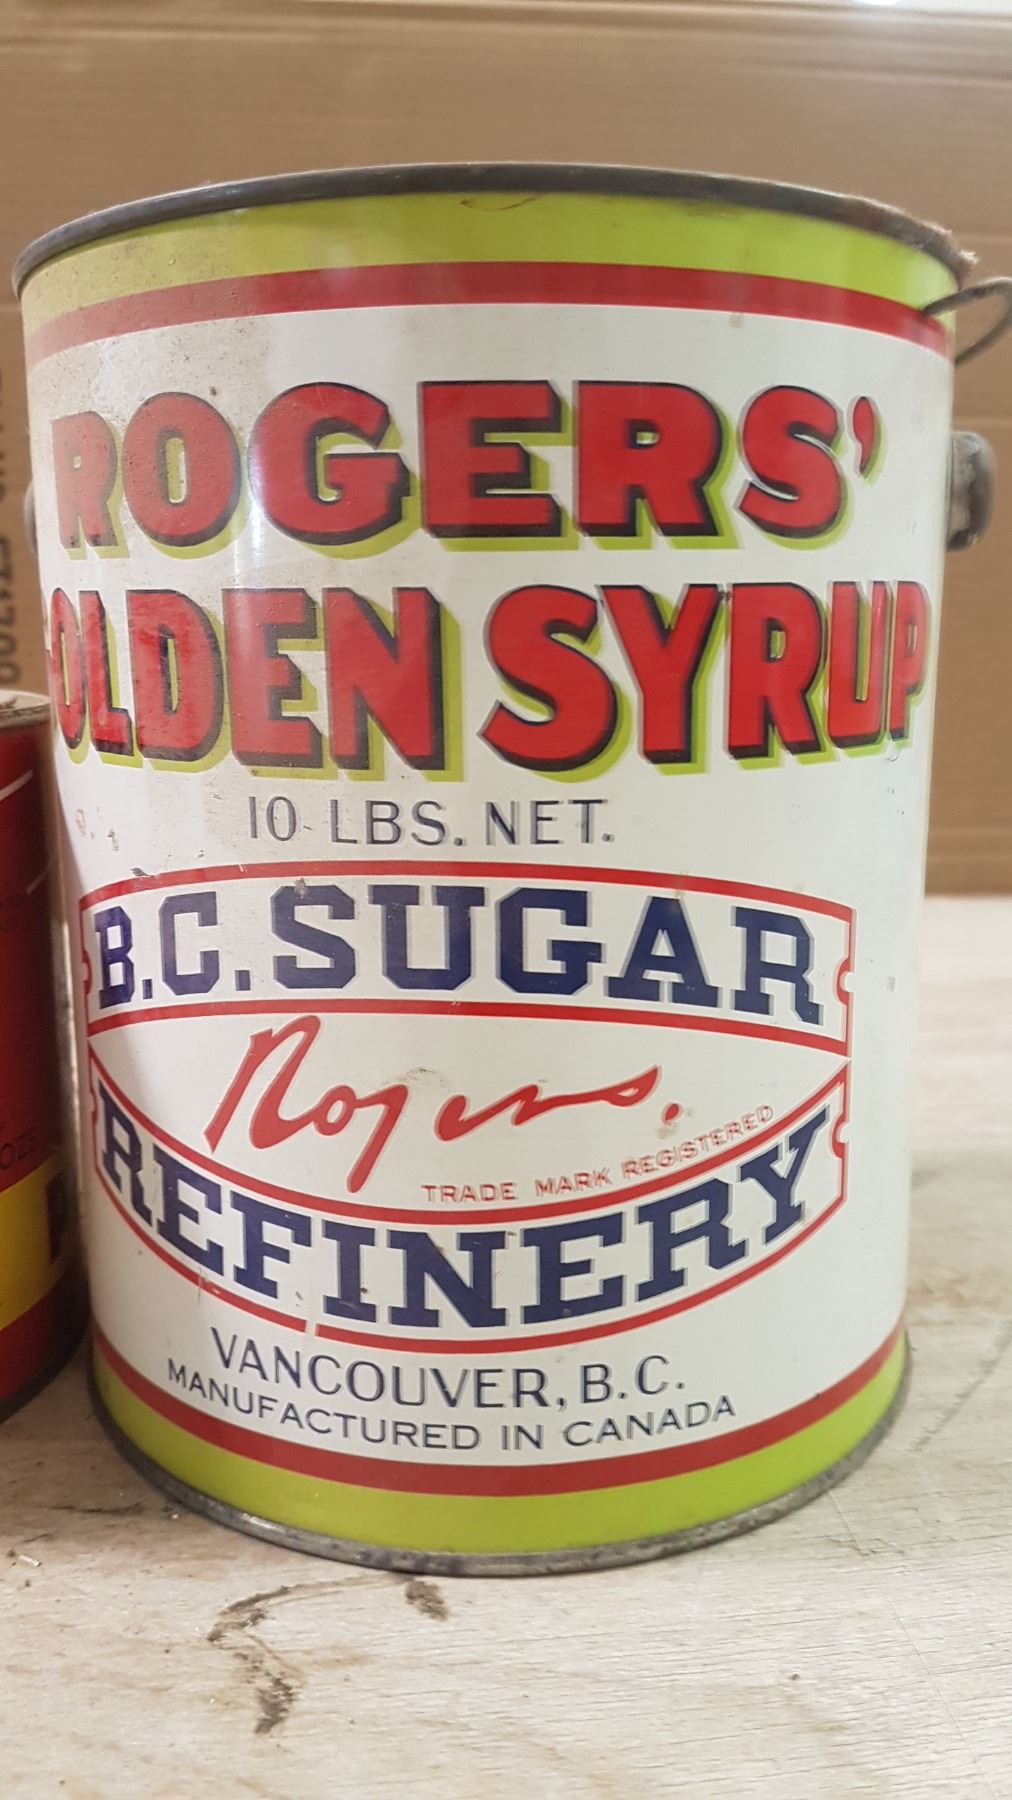 ROGERS'
GOLDEN SYRUP
10 LBS. NET.
B.C. SUGAR
Rogers.
TRADE MARK REGISTERED
REFINERY
VANCOUVER, B.C.
MANUFACTURED IN CANADA